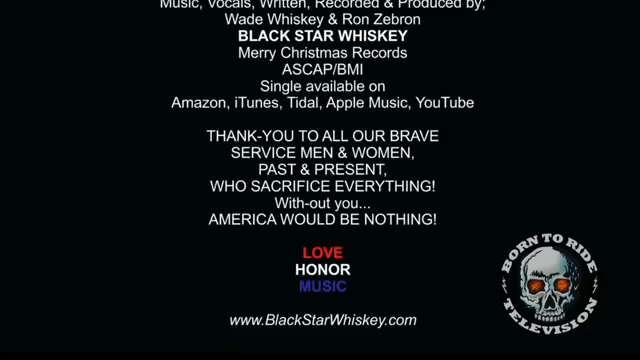 Music, Vocals, Written, Recorded & Produced by;
Wade Whiskey & Ron Zebron
BLACK STAR WHISKEY
Merry Christmas Records
ASCAP/BMI
Single available on
Amazon, iTunes, Tidal, Apple Music, YouTube
THANK-YOU TO ALL OUR BRAVE
SERVICE MEN & WOMEN,
PAST & PRESENT,
WHO SACRIFICE EVERYTHING!
With-out you...
AMERICA WOULD BE NOTHING!
LOVE
HONOR
MUSIC
www.BlackStarWhiskey.com
BORN TO RIDE
TELEVISION